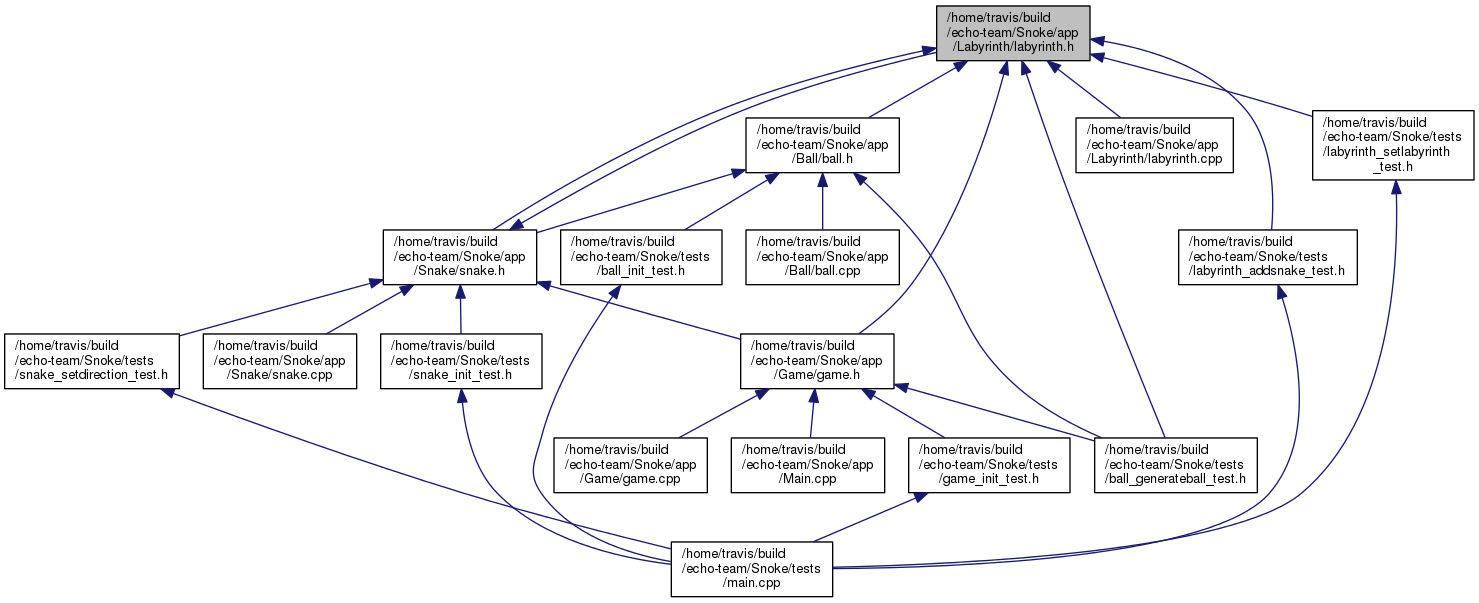 /home/travis/build
/echo-team/Snoke/app
/Labyrinth/labyrinth.h
/home/travis/build
/echo-team/Snoke/app
/Ball/ball.h
/home/travis/build
/echo-team/Snoke/app
/Labyrinth/labyrinth.cpp
/home/travis/build
/echo-team/Snoke/tests
/labyrinth_setlabyrinth
_test.h
/home/travis/build
/echo-team/Snoke/app
/Snake/snake.h
/home/travis/build
/echo-team/Snoke/tests
/ball_init_test.h
/home/travis/build
/echo-team/Snoke/app
/Ball/ball.cpp
/home/travis/build
/echo-team/Snoke/tests
/labyrinth_addsnake_test.h
/home/travis/build
/echo-team/Snoke/tests
/snake_setdirection_test.h
/home/travis/build
/echo-team/Snoke/app
/Snake/snake.cpp
/home/travis/build
/echo-team/Snoke/tests
/snake_init_test.h
/home/travis/build
/echo-team/Snoke/app
/Game/game.h
/home/travis/build
/echo-team/Snoke/app
/Game/game.cpp
/home/travis/build
/echo-team/Snoke/app
/Main.cpp
/home/travis/build
/echo-team/Snoke/tests
/game_init_test.h
/home/travis/build
/echo-team/Snoke/tests
/ball_generateball_test.h
/home/travis/build
/echo-team/Snoke/tests
/main.cpp